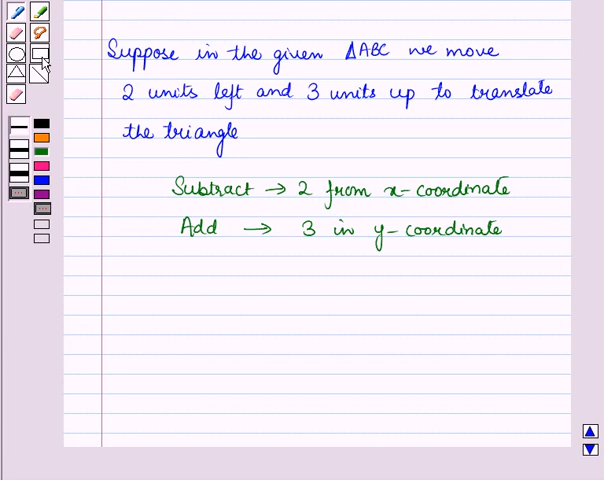 Suppose in the given ΔABC we move
2 units left and 3 units up to translate
the triangle
Subtract → 2 from x-coordinate
Add → 3 in y-coordinate